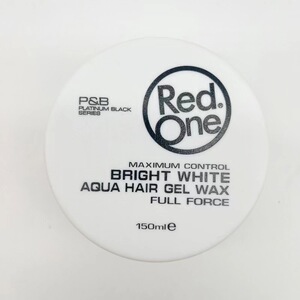 P&B
PLATINUM BLACK
SERIES
Red.
One
MAXIMUM CONTROL
BRIGHT WHITE
AQUA HAIR GEL WAX
FULL FORCE
150ml e